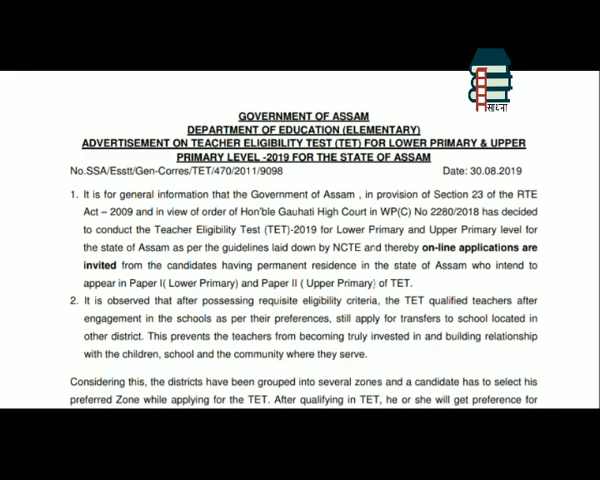 साधना
GOVERNMENT OF ASSAM
DEPARTMENT OF EDUCATION (ELEMENTARY)
ADVERTISEMENT ON TEACHER ELIGIBILITY TEST (TET) FOR LOWER PRIMARY & UPPER
PRIMARY LEVEL -2019 FOR THE STATE OF ASSAM
No.SSA/Esstt/Gen-Corres/TET/470/2011/9098 Date: 30.08.2019
1. It is for general information that the Government of Assam , in provision of Section 23 of the RTE
Act – 2009 and in view of order of Hon'ble Gauhati High Court in WP(C) No 2280/2018 has decided
to conduct the Teacher Eligibility Test (TET)-2019 for Lower Primary and Upper Primary level for
the state of Assam as per the guidelines laid down by NCTE and thereby on-line applications are
invited from the candidates having permanent residence in the state of Assam who intend to
appear in Paper I( Lower Primary) and Paper II ( Upper Primary) of TET.
2. It is observed that after possessing requisite eligibility criteria, the TET qualified teachers after
engagement in the schools as per their preferences, still apply for transfers to school located in
other district. This prevents the teachers from becoming truly invested in and building relationship
with the children, school and the community where they serve.
Considering this, the districts have been grouped into several zones and a candidate has to select his
preferred Zone while applying for the TET. After qualifying in TET, he or she will get preference for